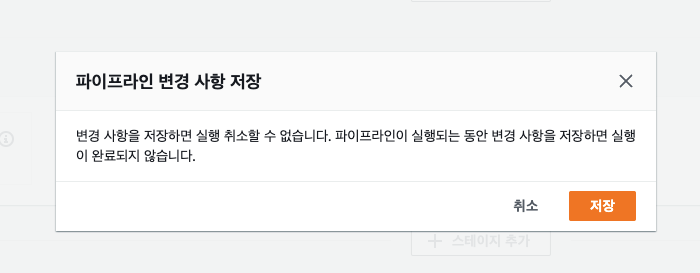 파이프라인 변경 사항 저장
변경 사항을 저장하면 실행 취소할 수 없습니다. 파이프라인이 실행되는 동안 변경 사항을 저장하면 실행
이 완료되지 않습니다.
취소
저장
스테이지 추가